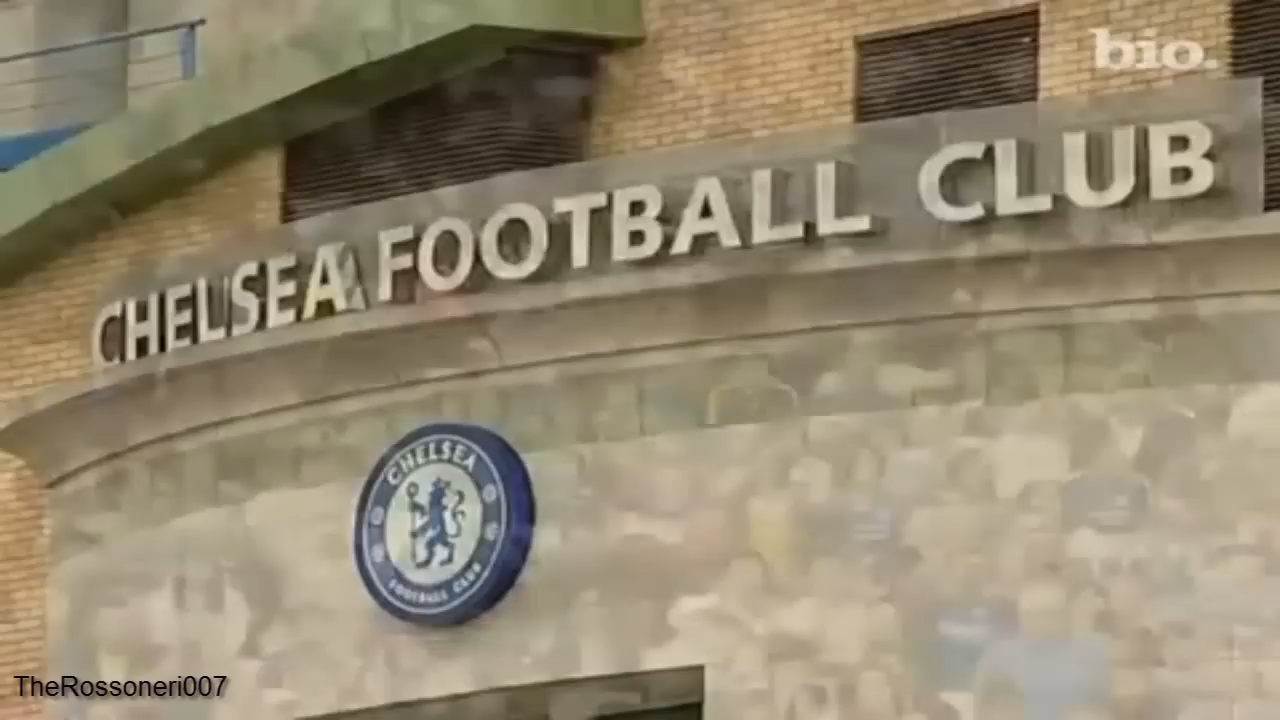 bio.
CHELSEA FOOTBALL CLUB
CHELSEA
FOOTBALL CLUB
TheRossoneri007